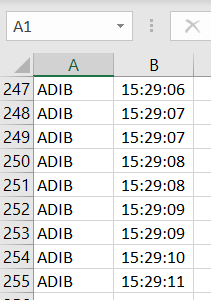 A1
A B
247 ADIB 15:29:06
248 ADIB 15:29:07
249 ADIB 15:29:07
250 ADIB 15:29:08
251 ADIB 15:29:08
252 ADIB 15:29:09
253 ADIB 15:29:09
254 ADIB 15:29:10
255 ADIB 15:29:11